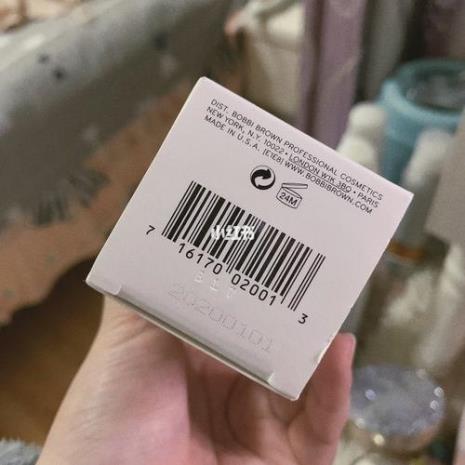 DIST. BOBBI BROWN PROFESSIONAL COSMETICS
NEW YORK, N.Y. 10022 • LONDON W1K 3BQ • PARIS
MADE IN U.S.A. [E1E8] WWW.BOBBIBROWN.COM
24M
小红书
7 16170 02001 3
B17
20200101